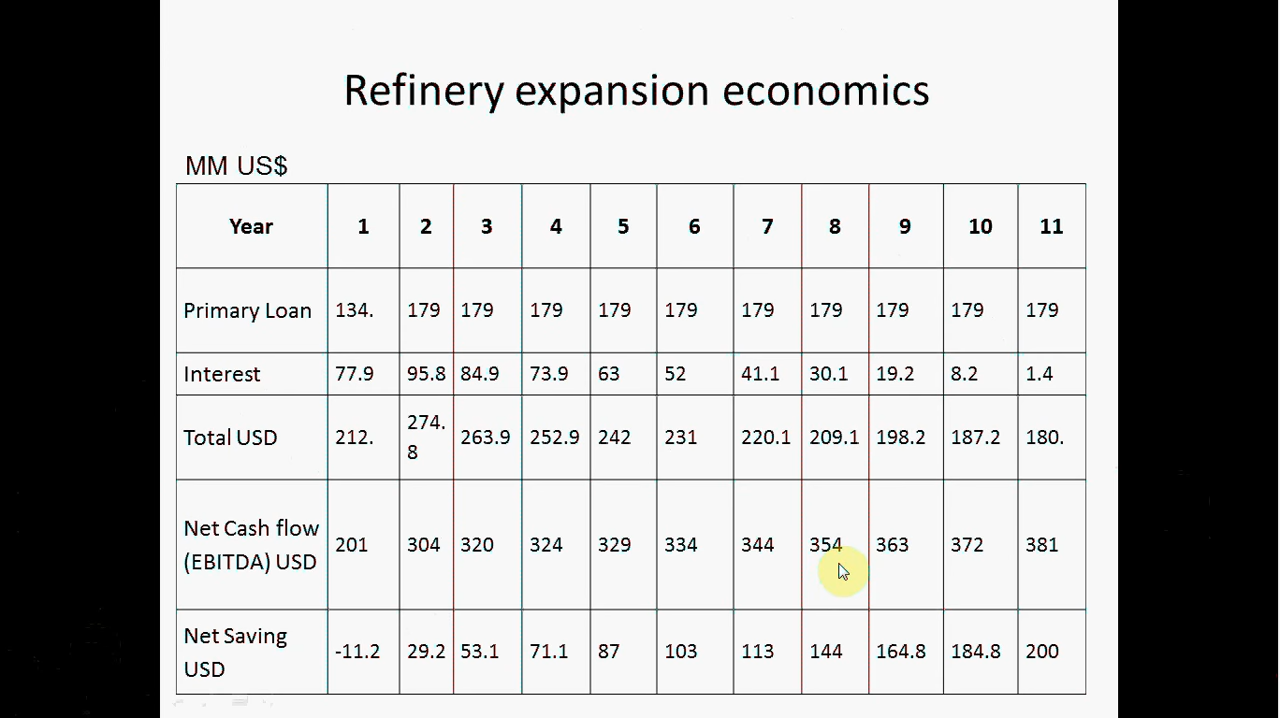 Refinery expansion economics
MM US$
Year 1 2 3 4 5 6 7 8 9 10 11
Primary Loan 134. 179 179 179 179 179 179 179 179 179 179
Interest 77.9 95.8 84.9 73.9 63 52 41.1 30.1 19.2 8.2 1.4
Total USD 212. 274.8 263.9 252.9 242 231 220.1 209.1 198.2 187.2 180.
Net Cash flow (EBITDA) USD 201 304 320 324 329 334 344 354 363 372 381
Net Saving USD -11.2 29.2 53.1 71.1 87 103 113 144 164.8 184.8 200